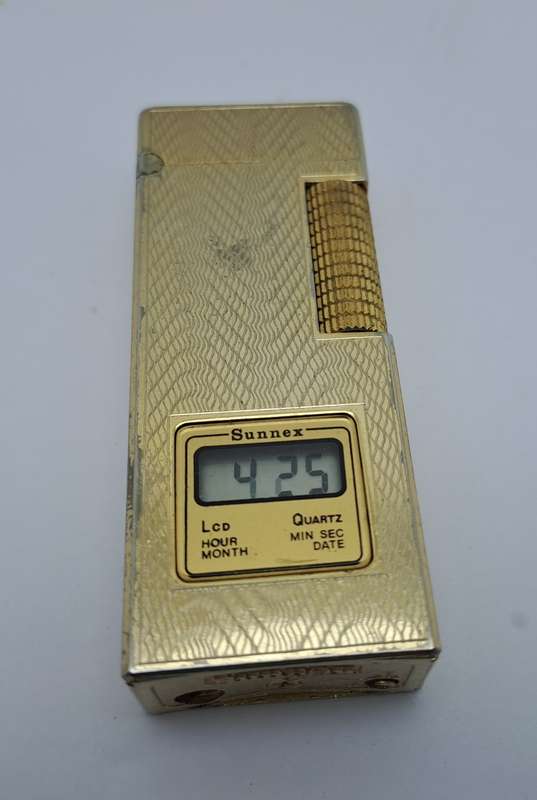 Sunnex
4 25
LCD QUARTZ
HOUR MIN SEC
MONTH DATE